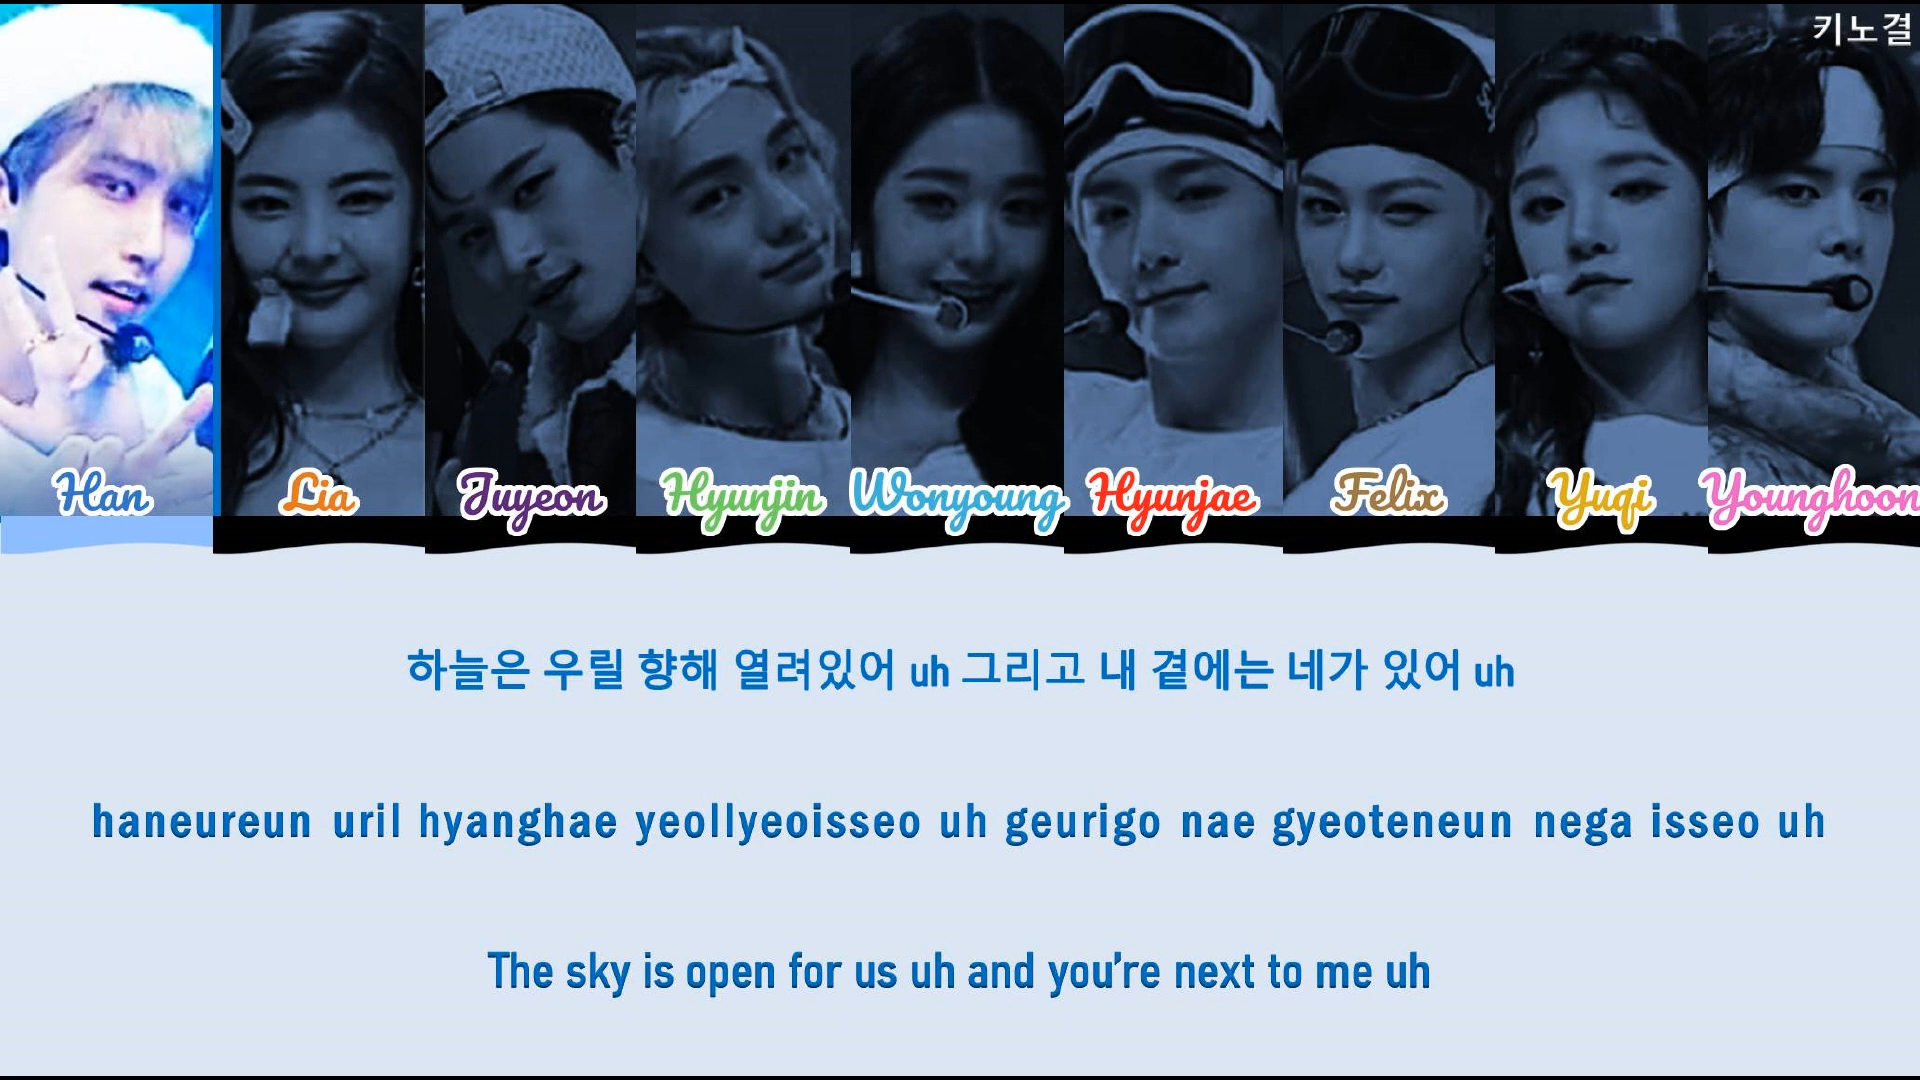 키노결
Han Lia Juyeon Hyunjin Wonyoung Hyunjae Felix Yuqi Younghoon
하늘은 우릴 향해 열려있어 uh 그리고 내 곁에는 네가 있어 uh
haneureun uril hyanghae yeollyeoisseo uh geurigo nae gyeoteneun nega isseo uh
The sky is open for us uh and you're next to me uh